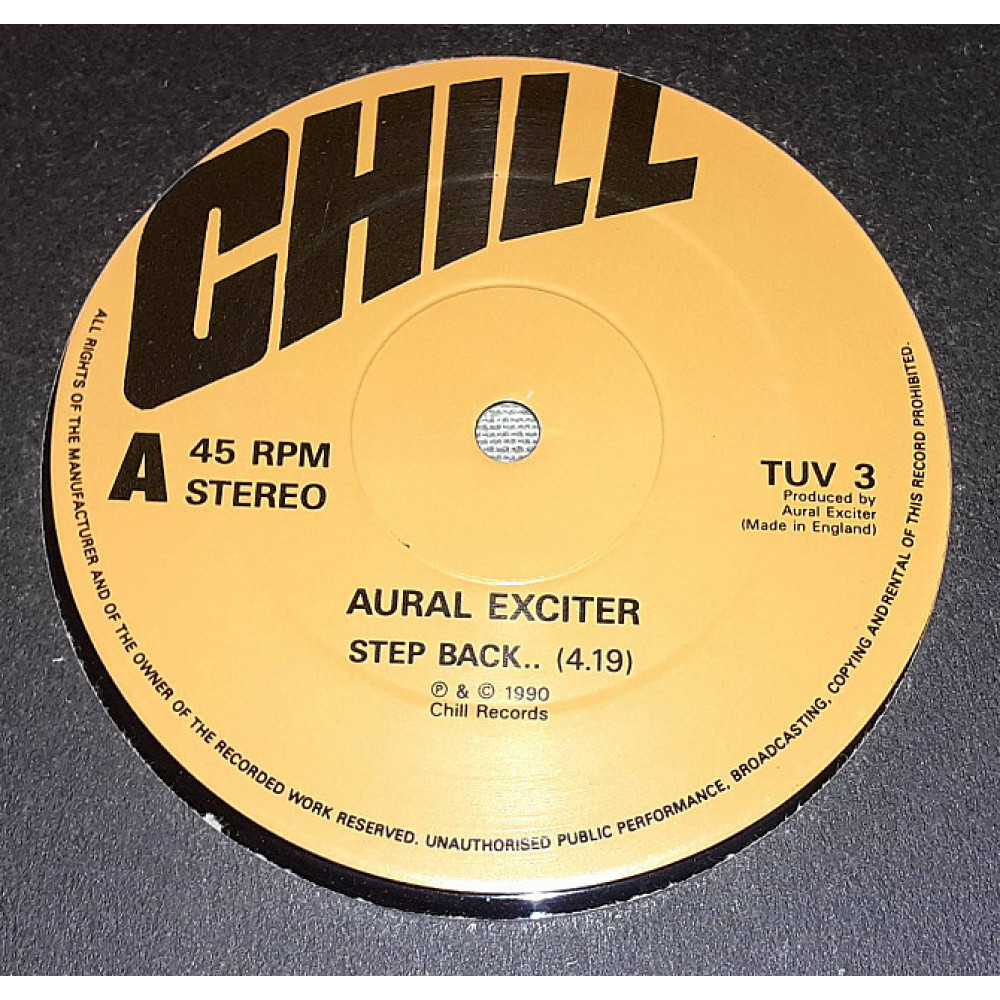 CHILL
A
45 RPM
STEREO
TUV 3
Produced by
Aural Exciter
(Made in England)
AURAL EXCITER
STEP BACK.. (4.19)
℗ & © 1990
Chill Records
ALL RIGHTS OF THE MANUFACTURER AND OF THE OWNER OF THE RECORDED WORK RESERVED. UNAUTHORISED PUBLIC PERFORMANCE, BROADCASTING, COPYING ANDRENTAL OF THIS RECORD PROHIBITED.